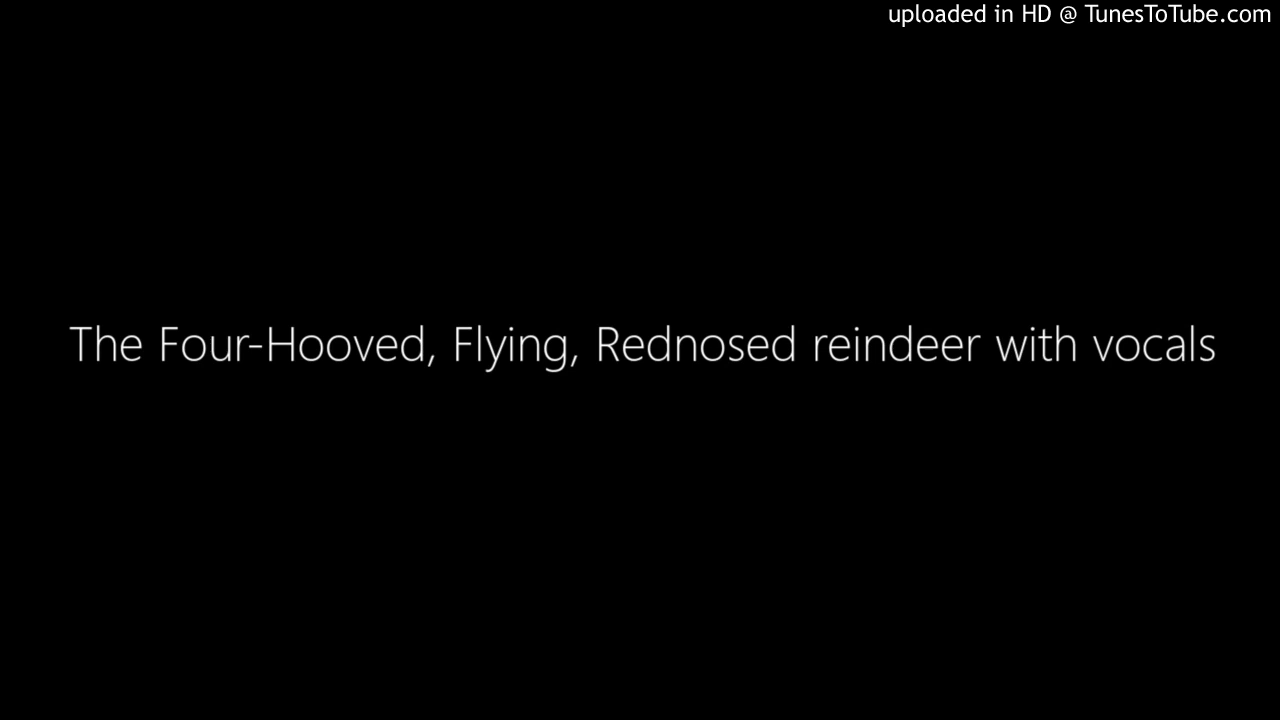 uploaded in HD @ TunesToTube.com
The Four-Hooved, Flying, Rednosed reindeer with vocals